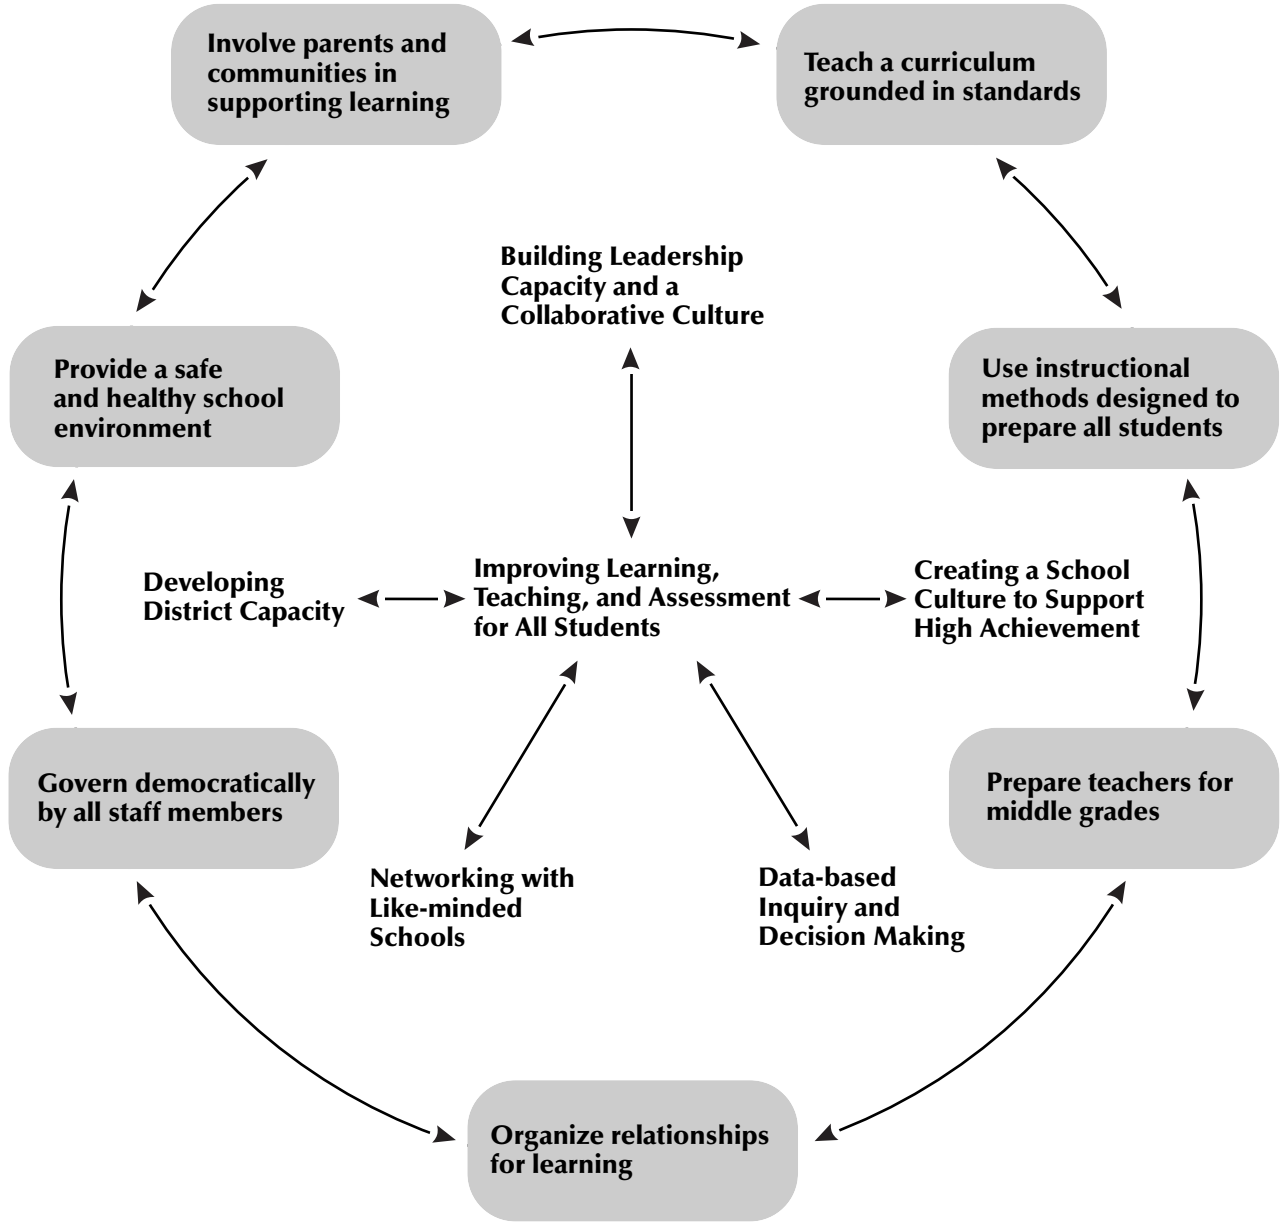 Involve parents and
communities in
supporting learning
Teach a curriculum
grounded in standards
Building Leadership
Capacity and a
Collaborative Culture
Provide a safe
and healthy school
environment
Use instructional
methods designed to
prepare all students
Developing
District Capacity
Improving Learning,
Teaching, and Assessment
for All Students
Creating a School
Culture to Support
High Achievement
Govern democratically
by all staff members
Prepare teachers for
middle grades
Networking with
Like-minded
Schools
Data-based
Inquiry and
Decision Making
Organize relationships
for learning